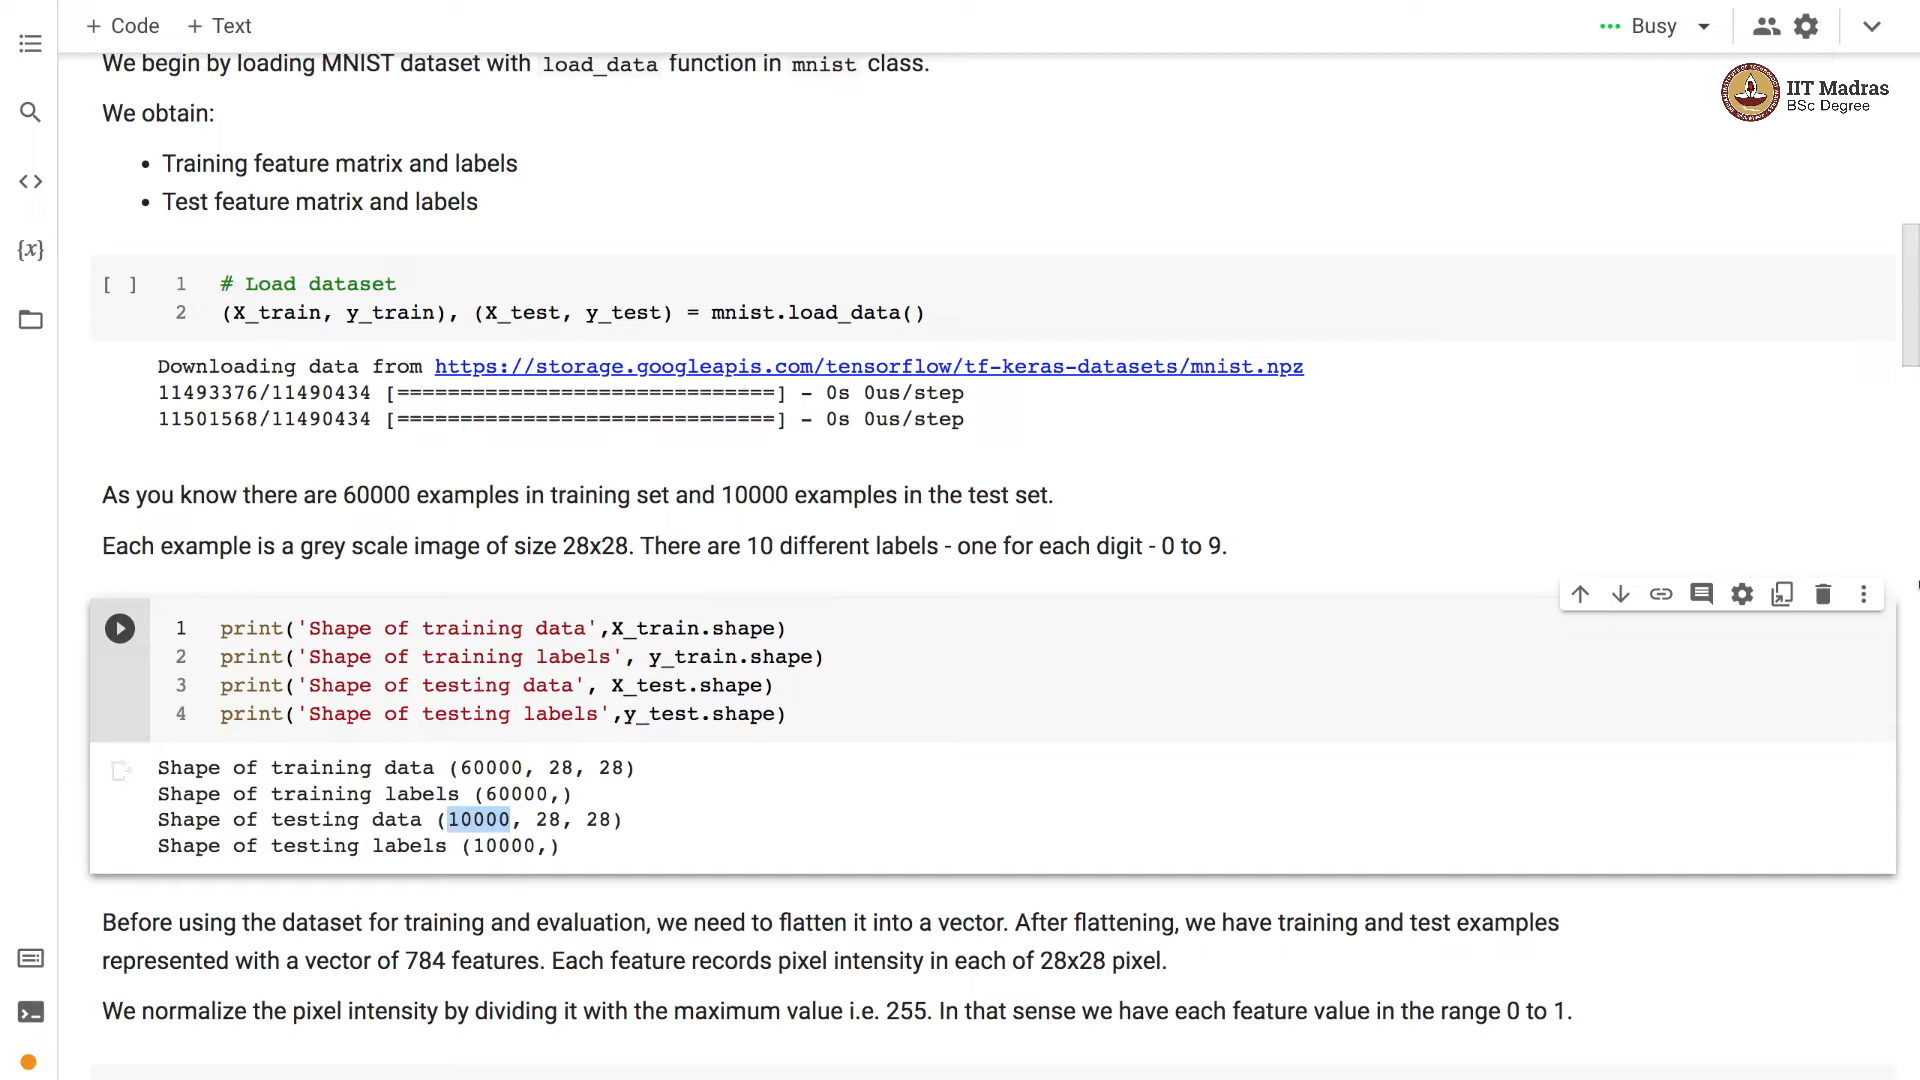 + Code + Text
Busy
We begin by loading MNIST dataset with load_data function in mnist class.
IIT Madras
BSc Degree
We obtain:
• Training feature matrix and labels
• Test feature matrix and labels
{x}
[ ] 1 # Load dataset
2 (X_train, y_train), (X_test, y_test) = mnist.load_data()
Downloading data from https://storage.googleapis.com/tensorflow/tf-keras-datasets/mnist.npz
11493376/11490434 [==============================] - 0s 0us/step
11501568/11490434 [==============================] - 0s 0us/step
As you know there are 60000 examples in training set and 10000 examples in the test set.
Each example is a grey scale image of size 28x28. There are 10 different labels - one for each digit - 0 to 9.
1 print('Shape of training data',X_train.shape)
2 print('Shape of training labels', y_train.shape)
3 print('Shape of testing data', X_test.shape)
4 print('Shape of testing labels',y_test.shape)
Shape of training data (60000, 28, 28)
Shape of training labels (60000,)
Shape of testing data (10000, 28, 28)
Shape of testing labels (10000,)
Before using the dataset for training and evaluation, we need to flatten it into a vector. After flattening, we have training and test examples
represented with a vector of 784 features. Each feature records pixel intensity in each of 28x28 pixel.
We normalize the pixel intensity by dividing it with the maximum value i.e. 255. In that sense we have each feature value in the range 0 to 1.